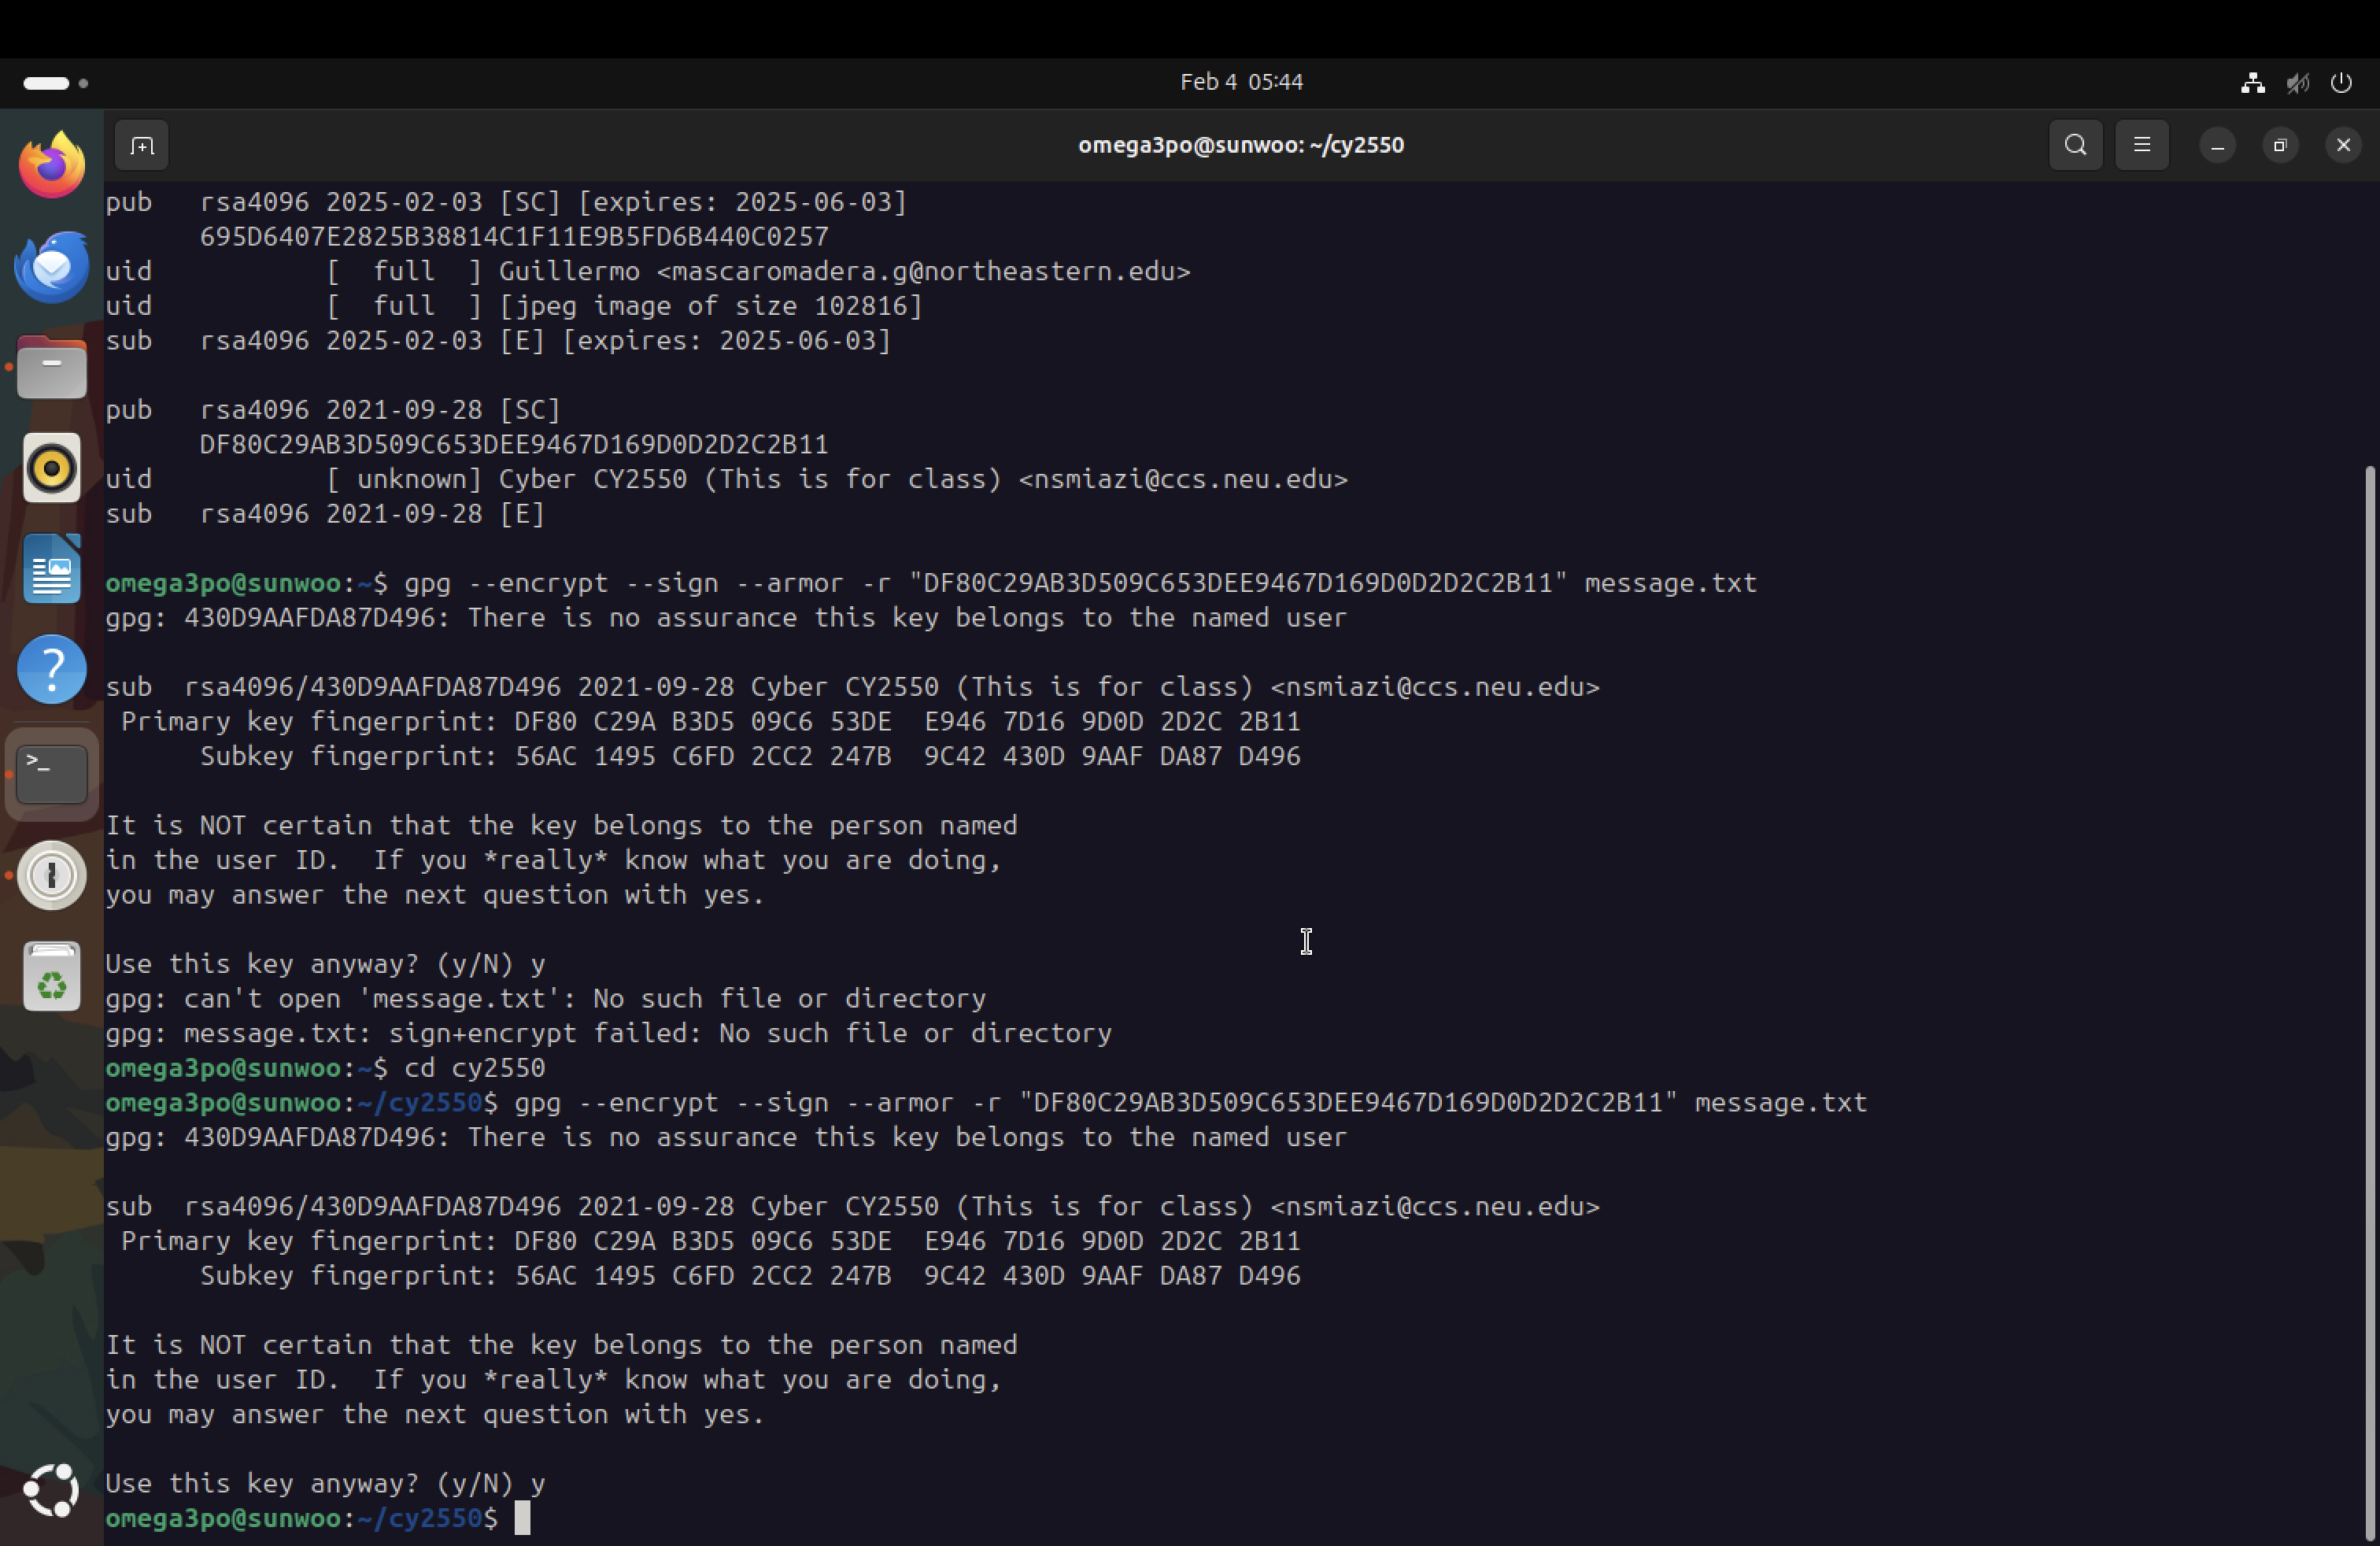 Feb 4 05:44
omega3po@sunwoo: ~/cy2550
pub   rsa4096 2025-02-03 [SC] [expires: 2025-06-03]
      695D6407E2825B38814C1F11E9B5FD6B440C0257
uid           [  full  ] Guillermo <mascaromadera.g@northeastern.edu>
uid           [  full  ] [jpeg image of size 102816]
sub   rsa4096 2025-02-03 [E] [expires: 2025-06-03]

pub   rsa4096 2021-09-28 [SC]
      DF80C29AB3D509C653DEE9467D169D0D2D2C2B11
uid           [ unknown] Cyber CY2550 (This is for class) <nsmiazi@ccs.neu.edu>
sub   rsa4096 2021-09-28 [E]

omega3po@sunwoo:~$ gpg --encrypt --sign --armor -r "DF80C29AB3D509C653DEE9467D169D0D2D2C2B11" message.txt
gpg: 430D9AAFDA87D496: There is no assurance this key belongs to the named user

sub  rsa4096/430D9AAFDA87D496 2021-09-28 Cyber CY2550 (This is for class) <nsmiazi@ccs.neu.edu>
 Primary key fingerprint: DF80 C29A B3D5 09C6 53DE  E946 7D16 9D0D 2D2C 2B11
      Subkey fingerprint: 56AC 1495 C6FD 2CC2 247B  9C42 430D 9AAF DA87 D496

It is NOT certain that the key belongs to the person named
in the user ID.  If you *really* know what you are doing,
you may answer the next question with yes.

Use this key anyway? (y/N) y
gpg: can't open 'message.txt': No such file or directory
gpg: message.txt: sign+encrypt failed: No such file or directory
omega3po@sunwoo:~$ cd cy2550
omega3po@sunwoo:~/cy2550$ gpg --encrypt --sign --armor -r "DF80C29AB3D509C653DEE9467D169D0D2D2C2B11" message.txt
gpg: 430D9AAFDA87D496: There is no assurance this key belongs to the named user

sub  rsa4096/430D9AAFDA87D496 2021-09-28 Cyber CY2550 (This is for class) <nsmiazi@ccs.neu.edu>
 Primary key fingerprint: DF80 C29A B3D5 09C6 53DE  E946 7D16 9D0D 2D2C 2B11
      Subkey fingerprint: 56AC 1495 C6FD 2CC2 247B  9C42 430D 9AAF DA87 D496

It is NOT certain that the key belongs to the person named
in the user ID.  If you *really* know what you are doing,
you may answer the next question with yes.

Use this key anyway? (y/N) y
omega3po@sunwoo:~/cy2550$